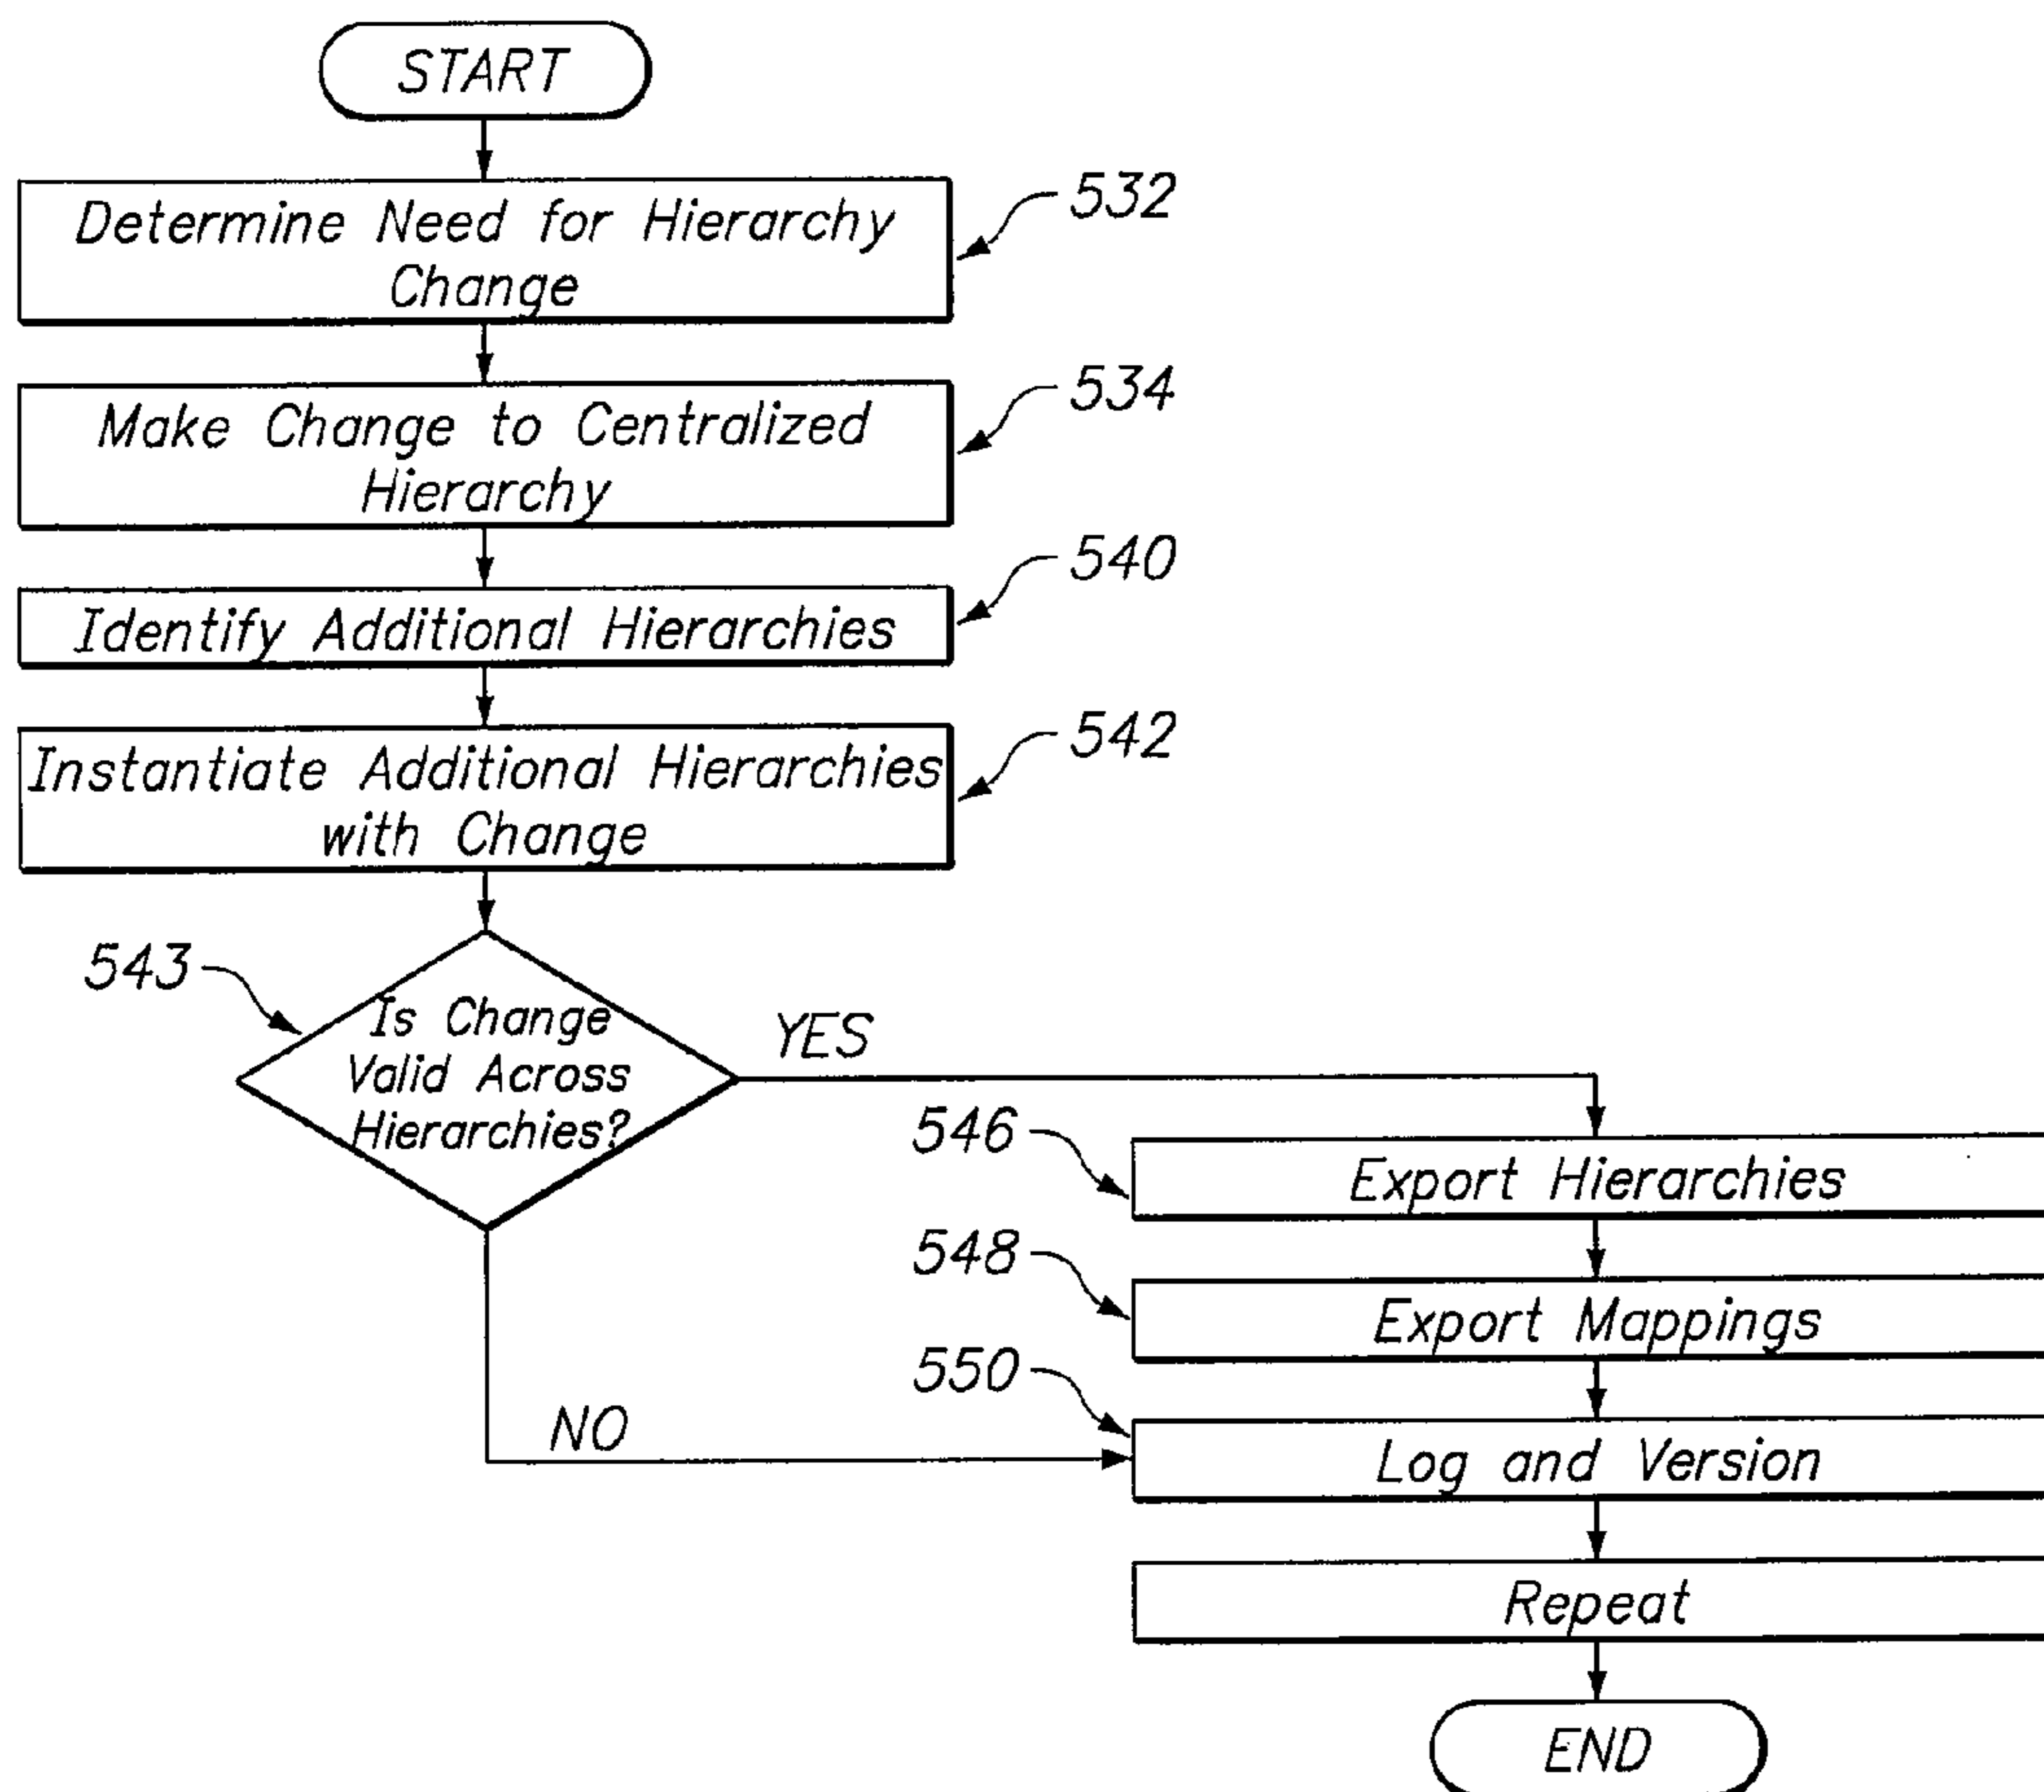 START
Determine Need for Hierarchy
Change
532
Make Change to Centralized
Hierarchy
534
Identify Additional Hierarchies
540
Instantiate Additional Hierarchies
with Change
542
543
Is Change
Valid Across
Hierarchies?
YES
NO
546
Export Hierarchies
548
Export Mappings
550
Log and Version
Repeat
END